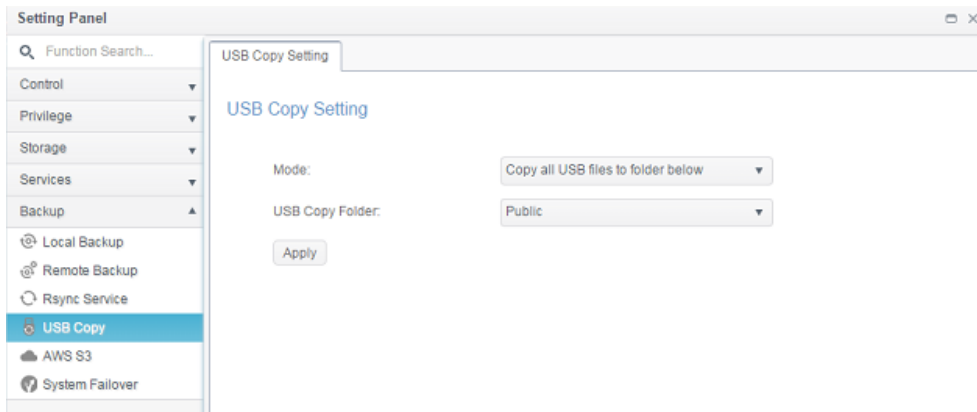 Setting Panel
Function Search...
Control
Privilege
Storage
Services
Backup
Local Backup
Remote Backup
Rsync Service
USB Copy
AWS S3
System Failover
USB Copy Setting
USB Copy Setting
Mode: Copy all USB files to folder below
USB Copy Folder: Public
Apply